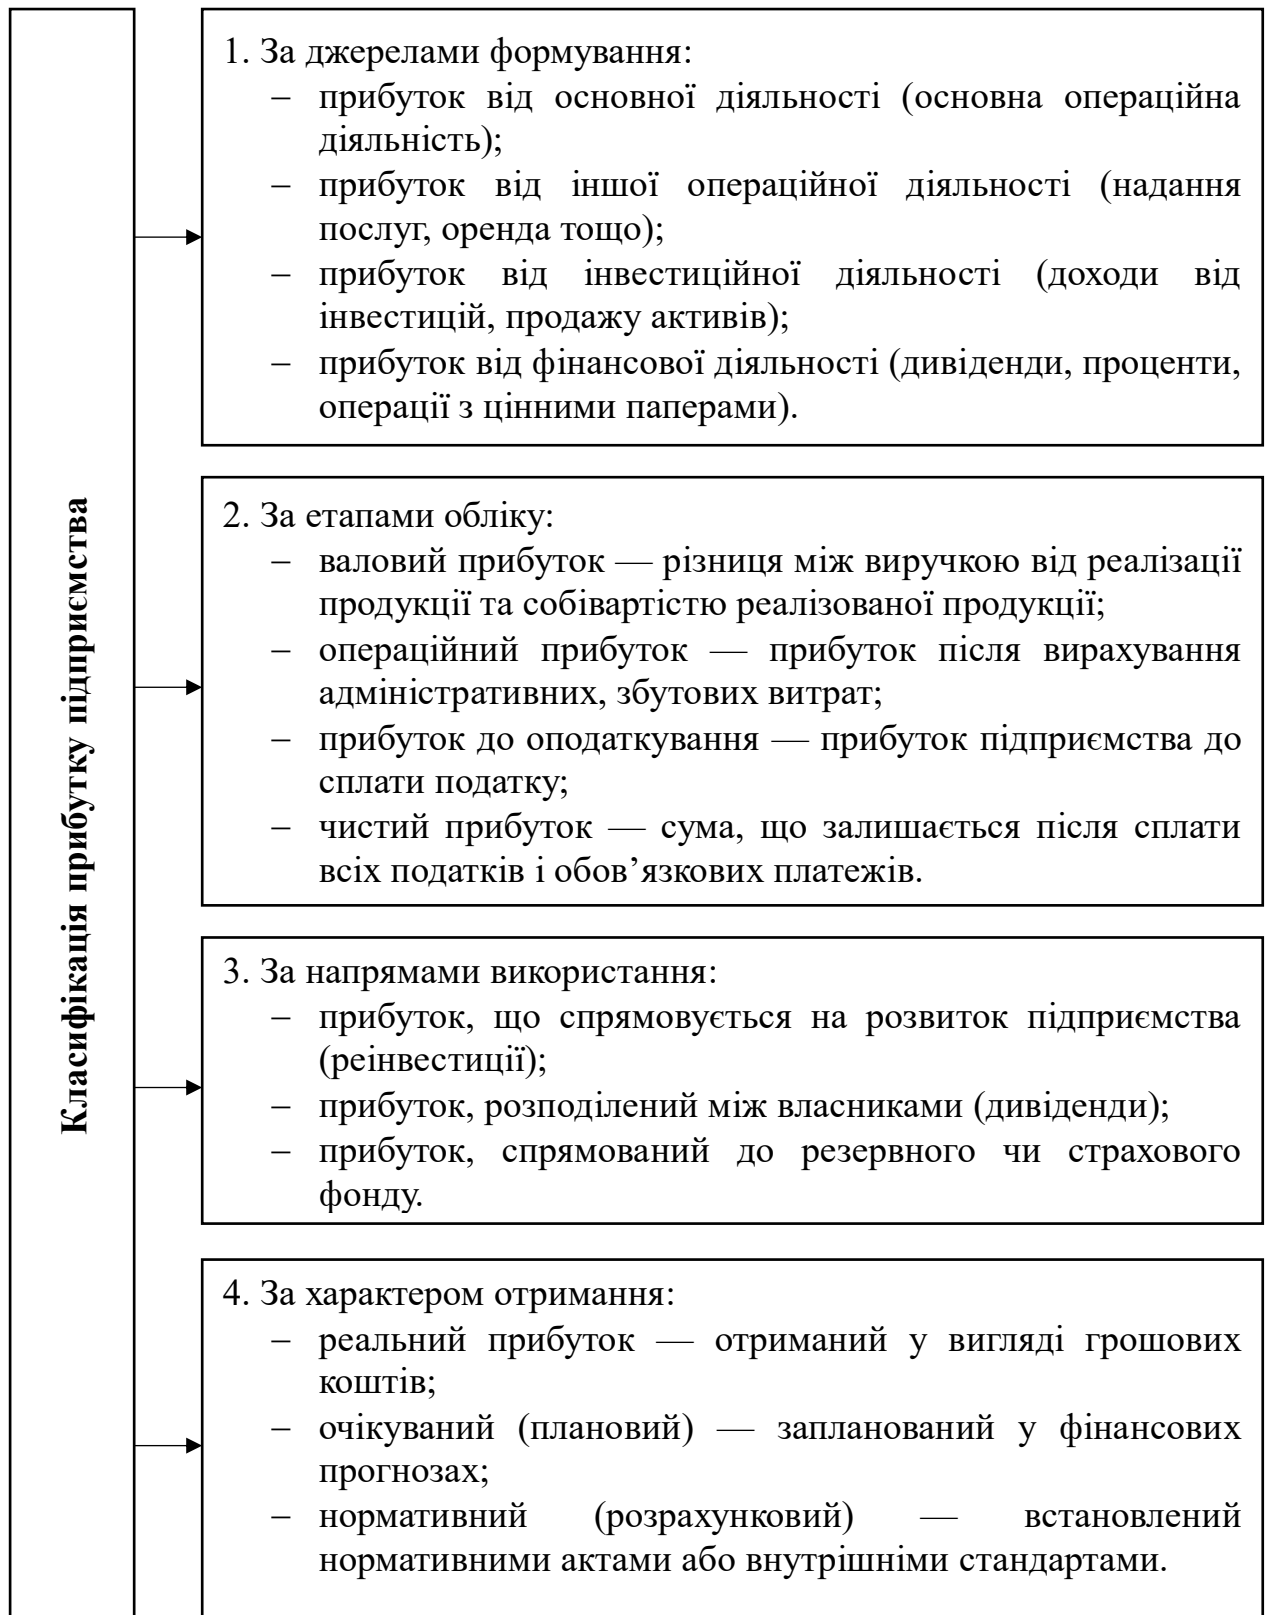 Класифікація прибутку підприємства
1. За джерелами формування:
– прибуток від основної діяльності (основна операційна
діяльність);
– прибуток від іншої операційної діяльності (надання
послуг, оренда тощо);
– прибуток від інвестиційної діяльності (доходи від
інвестицій, продажу активів);
– прибуток від фінансової діяльності (дивіденди, проценти,
операції з цінними паперами).
2. За етапами обліку:
– валовий прибуток — різниця між виручкою від реалізації
продукції та собівартістю реалізованої продукції;
– операційний прибуток — прибуток після вирахування
адміністративних, збутових витрат;
– прибуток до оподаткування — прибуток підприємства до
сплати податку;
– чистий прибуток — сума, що залишається після сплати
всіх податків і обов’язкових платежів.
3. За напрямами використання:
– прибуток, що спрямовується на розвиток підприємства
(реінвестиції);
– прибуток, розподілений між власниками (дивіденди);
– прибуток, спрямований до резервного чи страхового
фонду.
4. За характером отримання:
– реальний прибуток — отриманий у вигляді грошових
коштів;
– очікуваний (плановий) — запланований у фінансових
прогнозах;
– нормативний (розрахунковий) — встановлений
нормативними актами або внутрішніми стандартами.